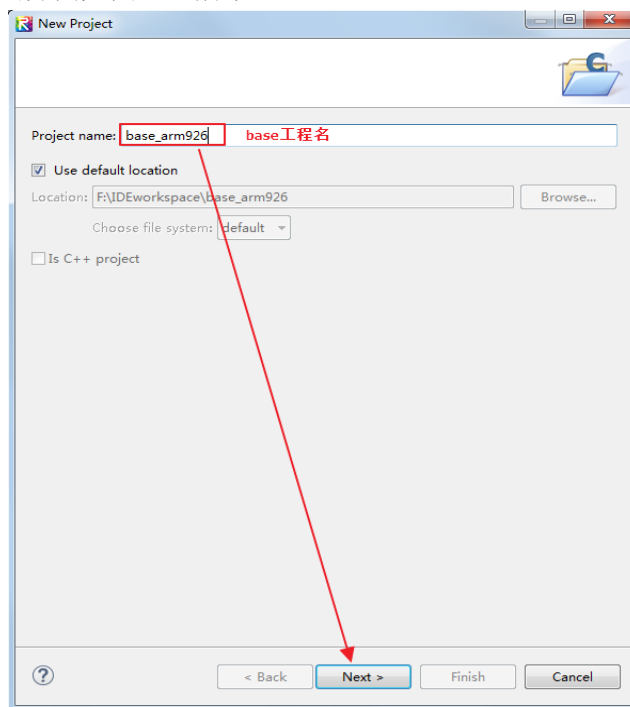 New Project
Project name: base_arm926 base工程名
Use default location
Location: F:\IDEworkspace\base_arm926 Browse...
Choose file system: default
Is C++ project
< Back Next > Finish Cancel